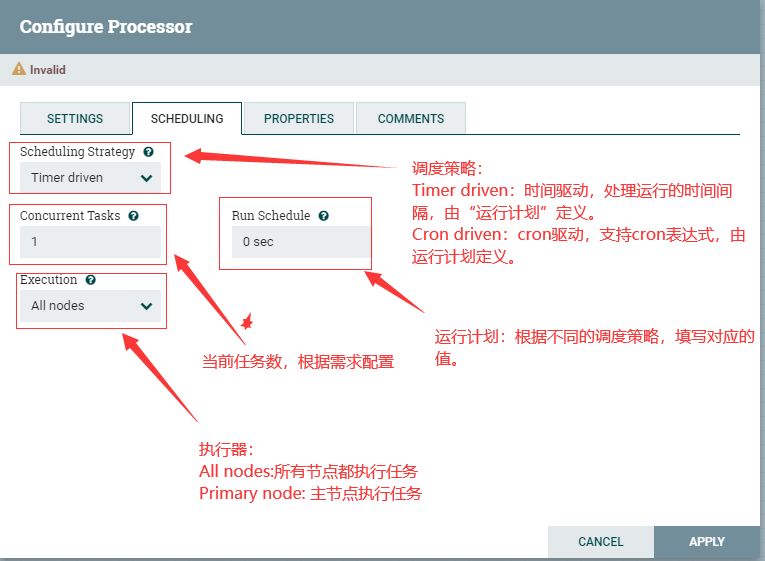 Configure Processor
Invalid
SETTINGS
SCHEDULING
PROPERTIES
COMMENTS
Scheduling Strategy
Timer driven
调度策略：
Timer driven：时间驱动，处理运行的时间间
隔，由“运行计划”定义。
Cron driven：cron驱动，支持cron表达式，由
运行计划定义。
Concurrent Tasks
1
Run Schedule
0 sec
Execution
All nodes
运行计划：根据不同的调度策略，填写对应的
值。
当前任务数，根据需求配置
执行器：
All nodes:所有节点都执行任务
Primary node: 主节点执行任务
CANCEL
APPLY